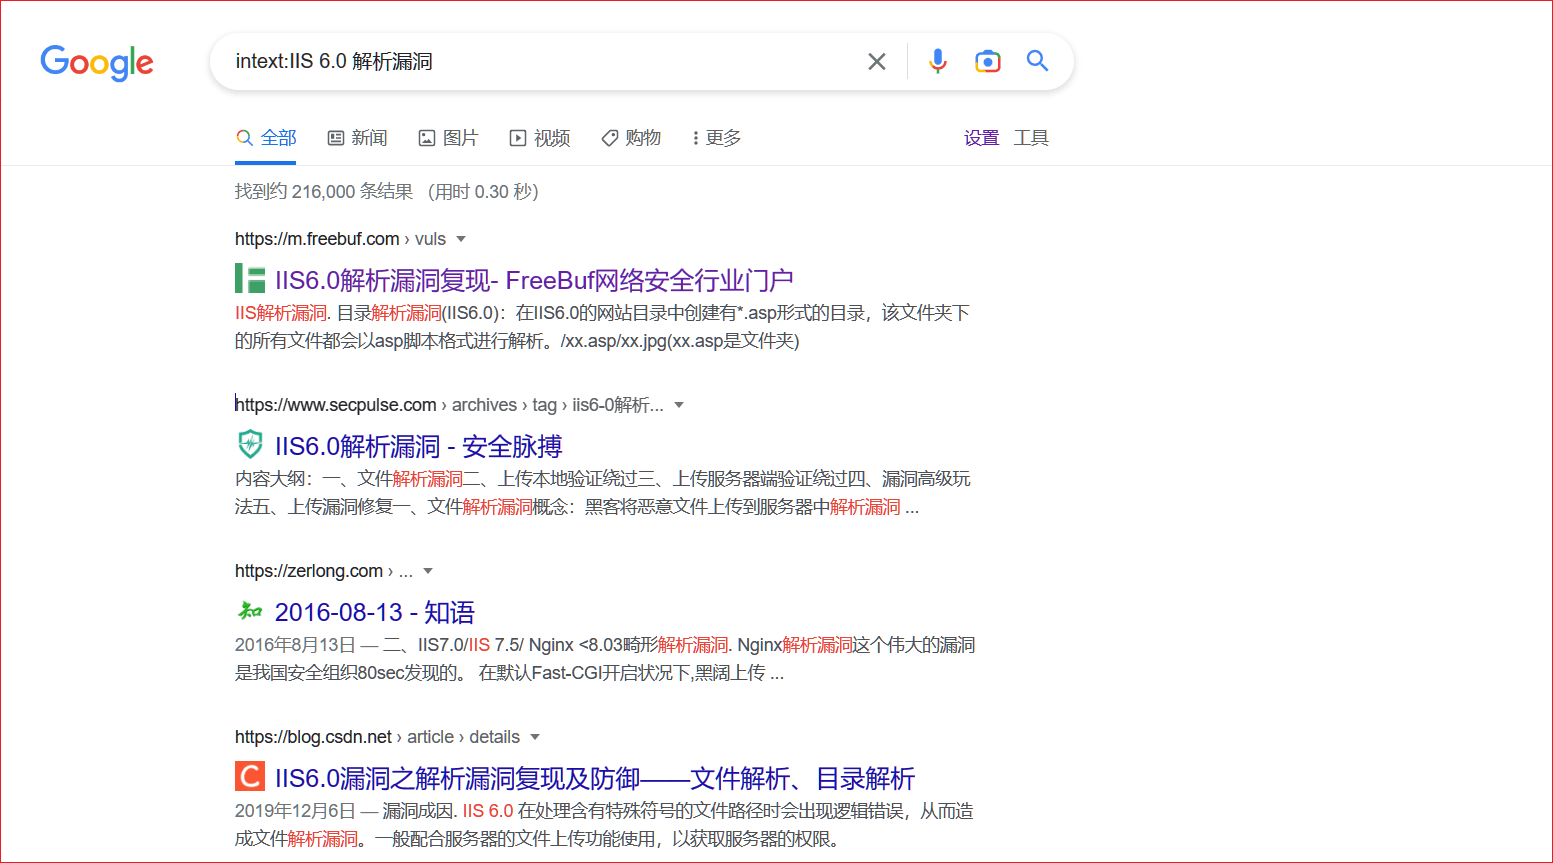 Google
intext:IIS 6.0 解析漏洞
全部 新闻 图片 视频 购物 更多 设置 工具
找到约 216,000 条结果 （用时 0.30 秒）
https://m.freebuf.com › vuls
IIS6.0解析漏洞复现- FreeBuf网络安全行业门户
IIS解析漏洞. 目录解析漏洞(IIS6.0)：在IIS6.0的网站目录中创建有*.asp形式的目录，该文件夹下
的所有文件都会以asp脚本格式进行解析。/xx.asp/xx.jpg(xx.asp是文件夹)
https://www.secpulse.com › archives › tag › iis6-0解析...
IIS6.0解析漏洞 - 安全脉搏
内容大纲：一、文件解析漏洞二、上传本地验证绕过三、上传服务器端验证绕过四、漏洞高级玩
法五、上传漏洞修复一、文件解析漏洞概念：黑客将恶意文件上传到服务器中解析漏洞 ...
https://zerlong.com › ...
知 2016-08-13 - 知语
2016年8月13日 — 二、IIS7.0/IIS 7.5/ Nginx <8.03畸形解析漏洞. Nginx解析漏洞这个伟大的漏洞
是我国安全组织80sec发现的。 在默认Fast-CGI开启状况下,黑阔上传 ...
https://blog.csdn.net › article › details
C IIS6.0漏洞之解析漏洞复现及防御——文件解析、目录解析
2019年12月6日 — 漏洞成因. IIS 6.0 在处理含有特殊符号的文件路径时会出现逻辑错误，从而造
成文件解析漏洞。一般配合服务器的文件上传功能使用，以获取服务器的权限。